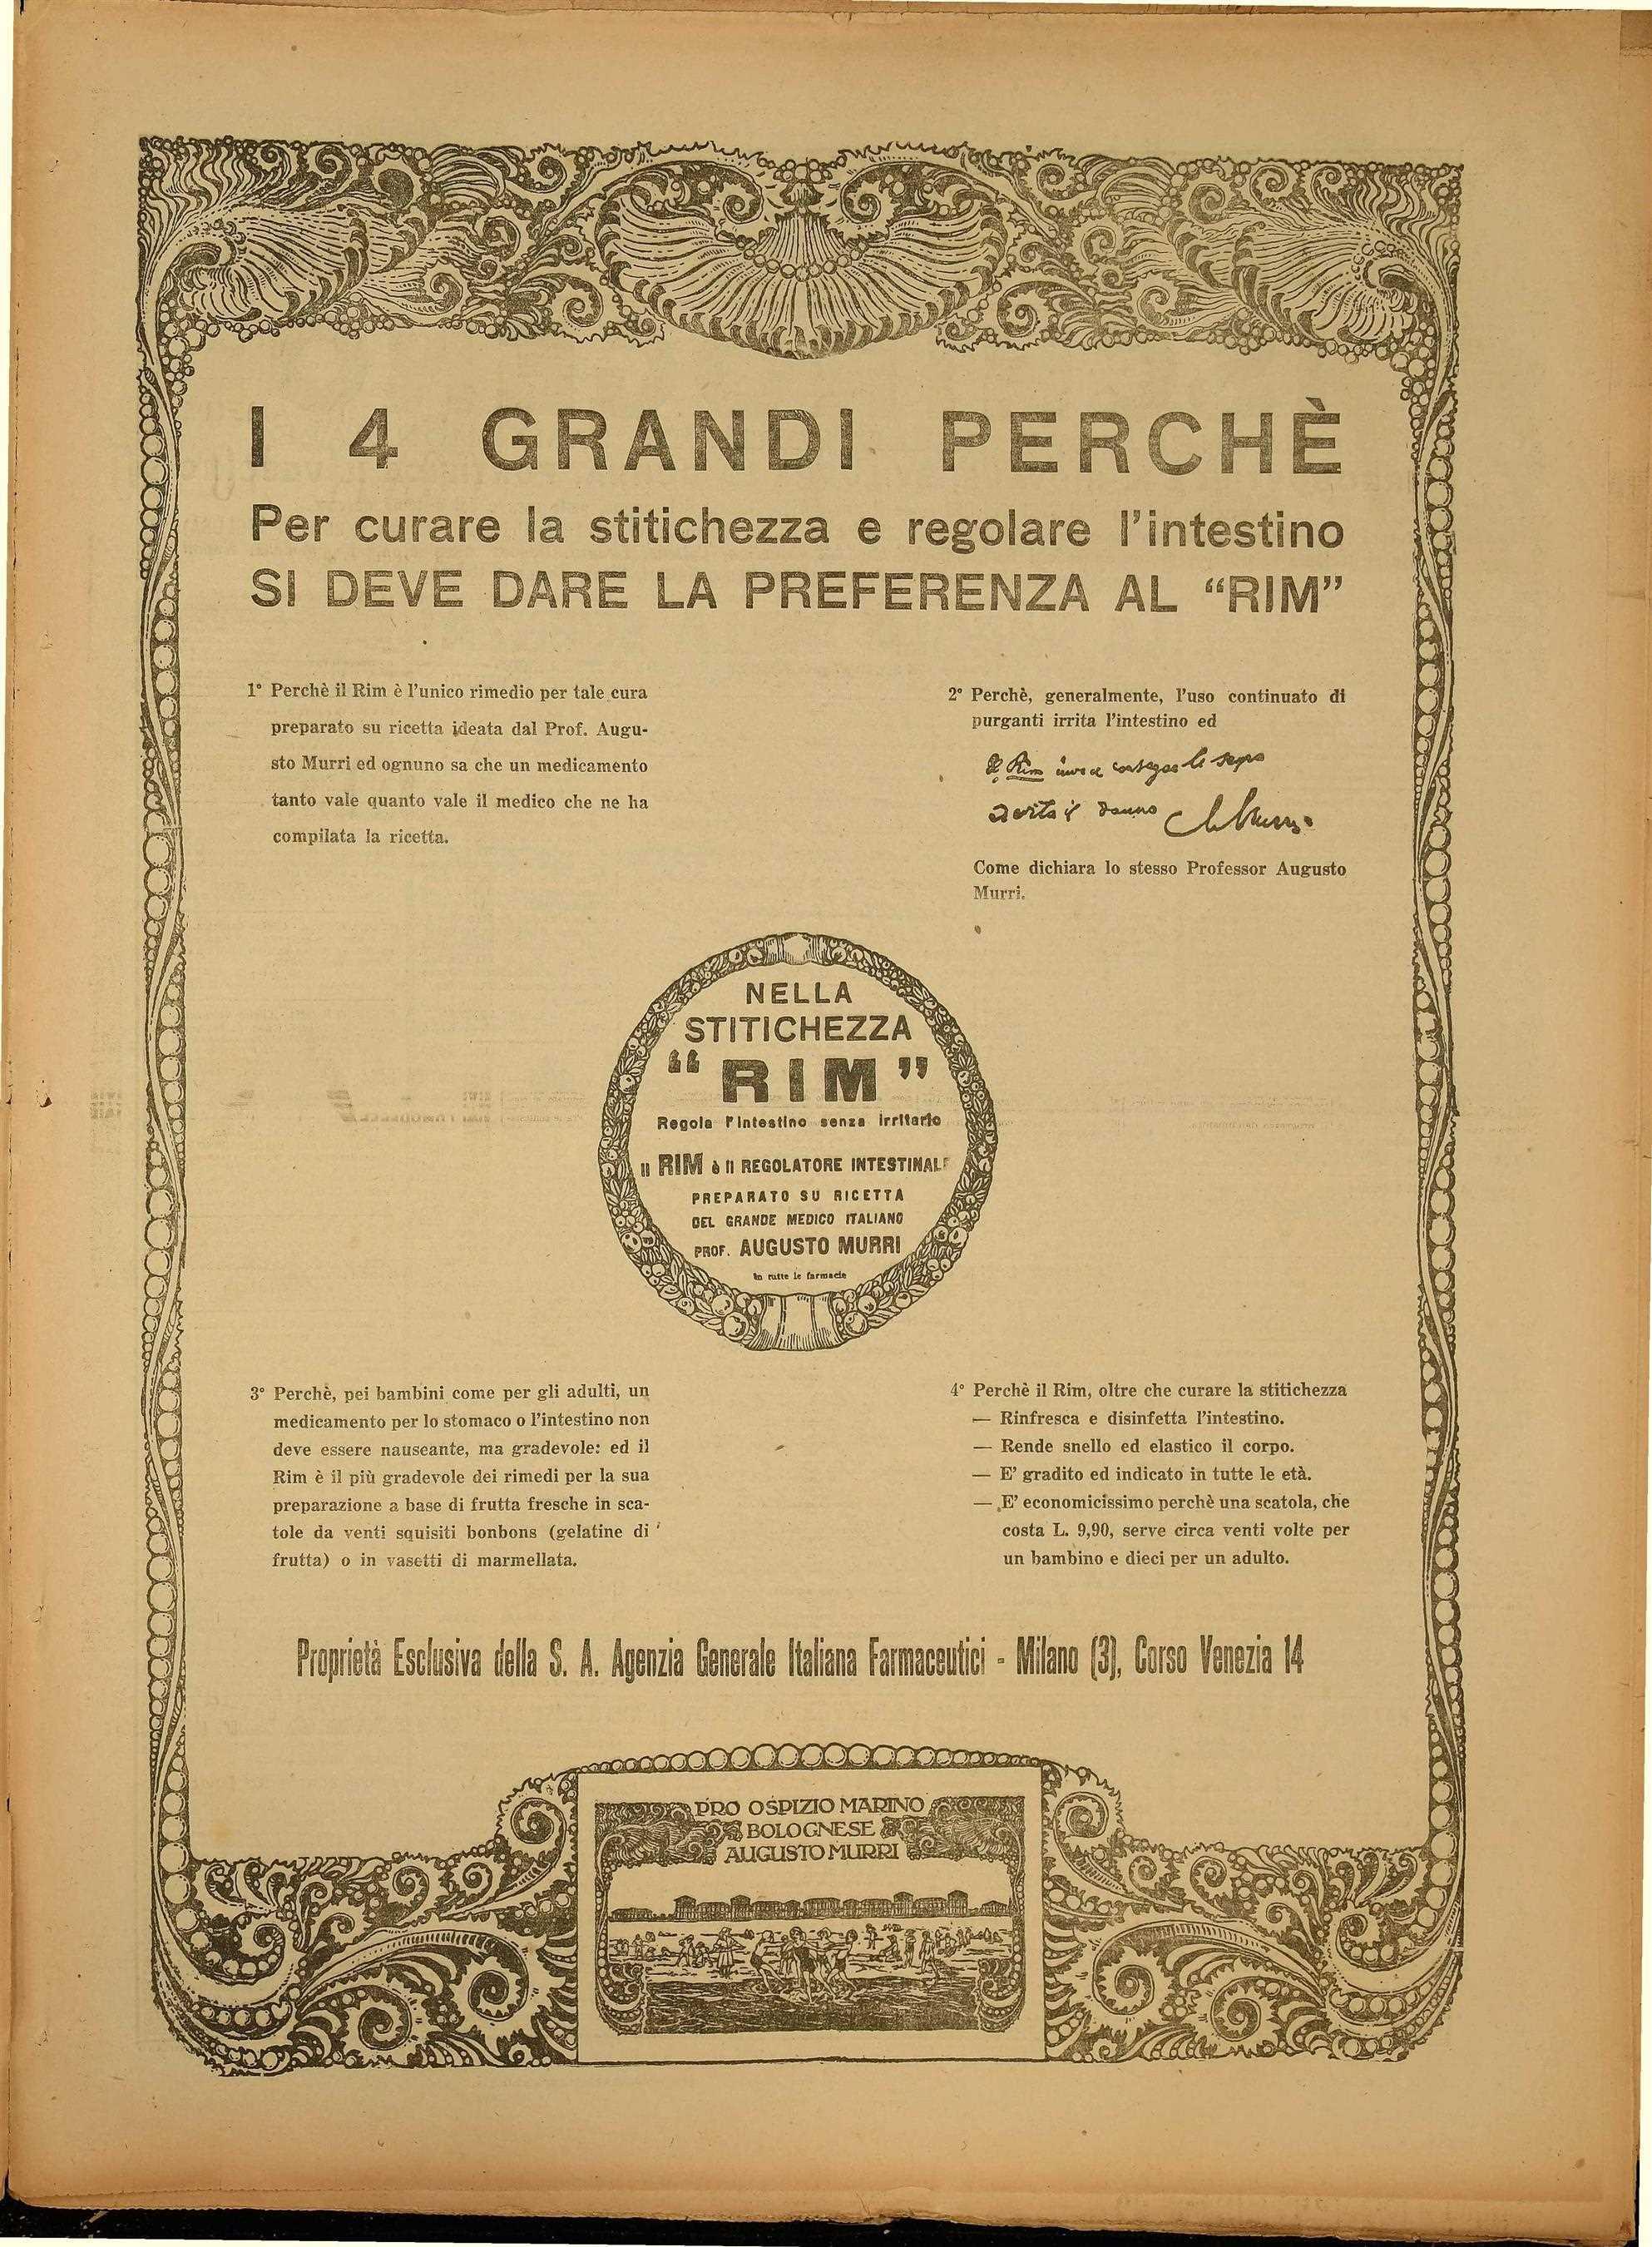 I 4 GRANDI PERCHÈ
Per curare la stitichezza e regolare l'intestino
SI DEVE DARE LA PREFERENZA AL “RIM”
1° Perchè il Rim è l'unico rimedio per tale cura
preparato su ricetta ideata dal Prof. Augu-
sto Murri ed ognuno sa che un medicamento
tanto vale quanto vale il medico che ne ha
compilata la ricetta.
2° Perchè, generalmente, l'uso continuato di
purganti irrita l'intestino ed
Il Rim invece
evita il danno
Come dichiara lo stesso Professor Augusto
Murri.
NELLA
STITICHEZZA
“RIM”
Regola l'intestino senza irritarlo
Il RIM è il REGOLATORE INTESTINALE
PREPARATO SU RICETTA
DEL GRANDE MEDICO ITALIANO
PROF. AUGUSTO MURRI
In tutte le farmacie
3° Perchè, pei bambini come per gli adulti, un
medicamento per lo stomaco o l'intestino non
deve essere nauseante, ma gradevole: ed il
Rim è il più gradevole dei rimedi per la sua
preparazione a base di frutta fresche in sca-
tole da venti squisiti bonbons (gelatine di
frutta) o in vasetti di marmellata.
4° Perchè il Rim, oltre che curare la stitichezza
— Rinfresca e disinfetta l'intestino.
— Rende snello ed elastico il corpo.
— E' gradito ed indicato in tutte le età.
— E' economicissimo perchè una scatola, che
costa L. 9,90, serve circa venti volte per
un bambino e dieci per un adulto.
Proprietà Esclusiva della S. A. Agenzia Generale Italiana Farmaceutici - Milano (3), Corso Venezia 14
PRO OSPIZIO MARINO
BOLOGNESE
AUGUSTO MURRI